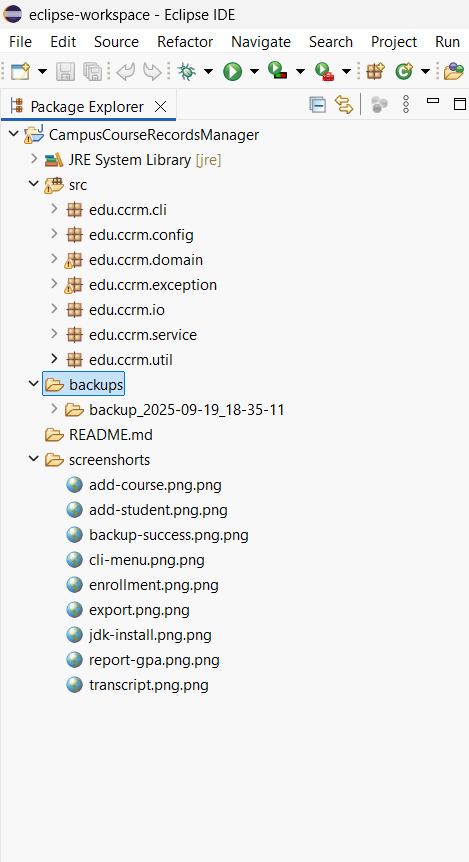 eclipse-workspace - Eclipse IDE
File Edit Source Refactor Navigate Search Project Run
Package Explorer
CampusCourseRecordsManager
JRE System Library [jre]
src
edu.ccrm.cli
edu.ccrm.config
edu.ccrm.domain
edu.ccrm.exception
edu.ccrm.io
edu.ccrm.service
edu.ccrm.util
backups
backup_2025-09-19_18-35-11
README.md
screenshorts
add-course.png.png
add-student.png.png
backup-success.png.png
cli-menu.png.png
enrollment.png.png
export.png.png
jdk-install.png.png
report-gpa.png.png
transcript.png.png